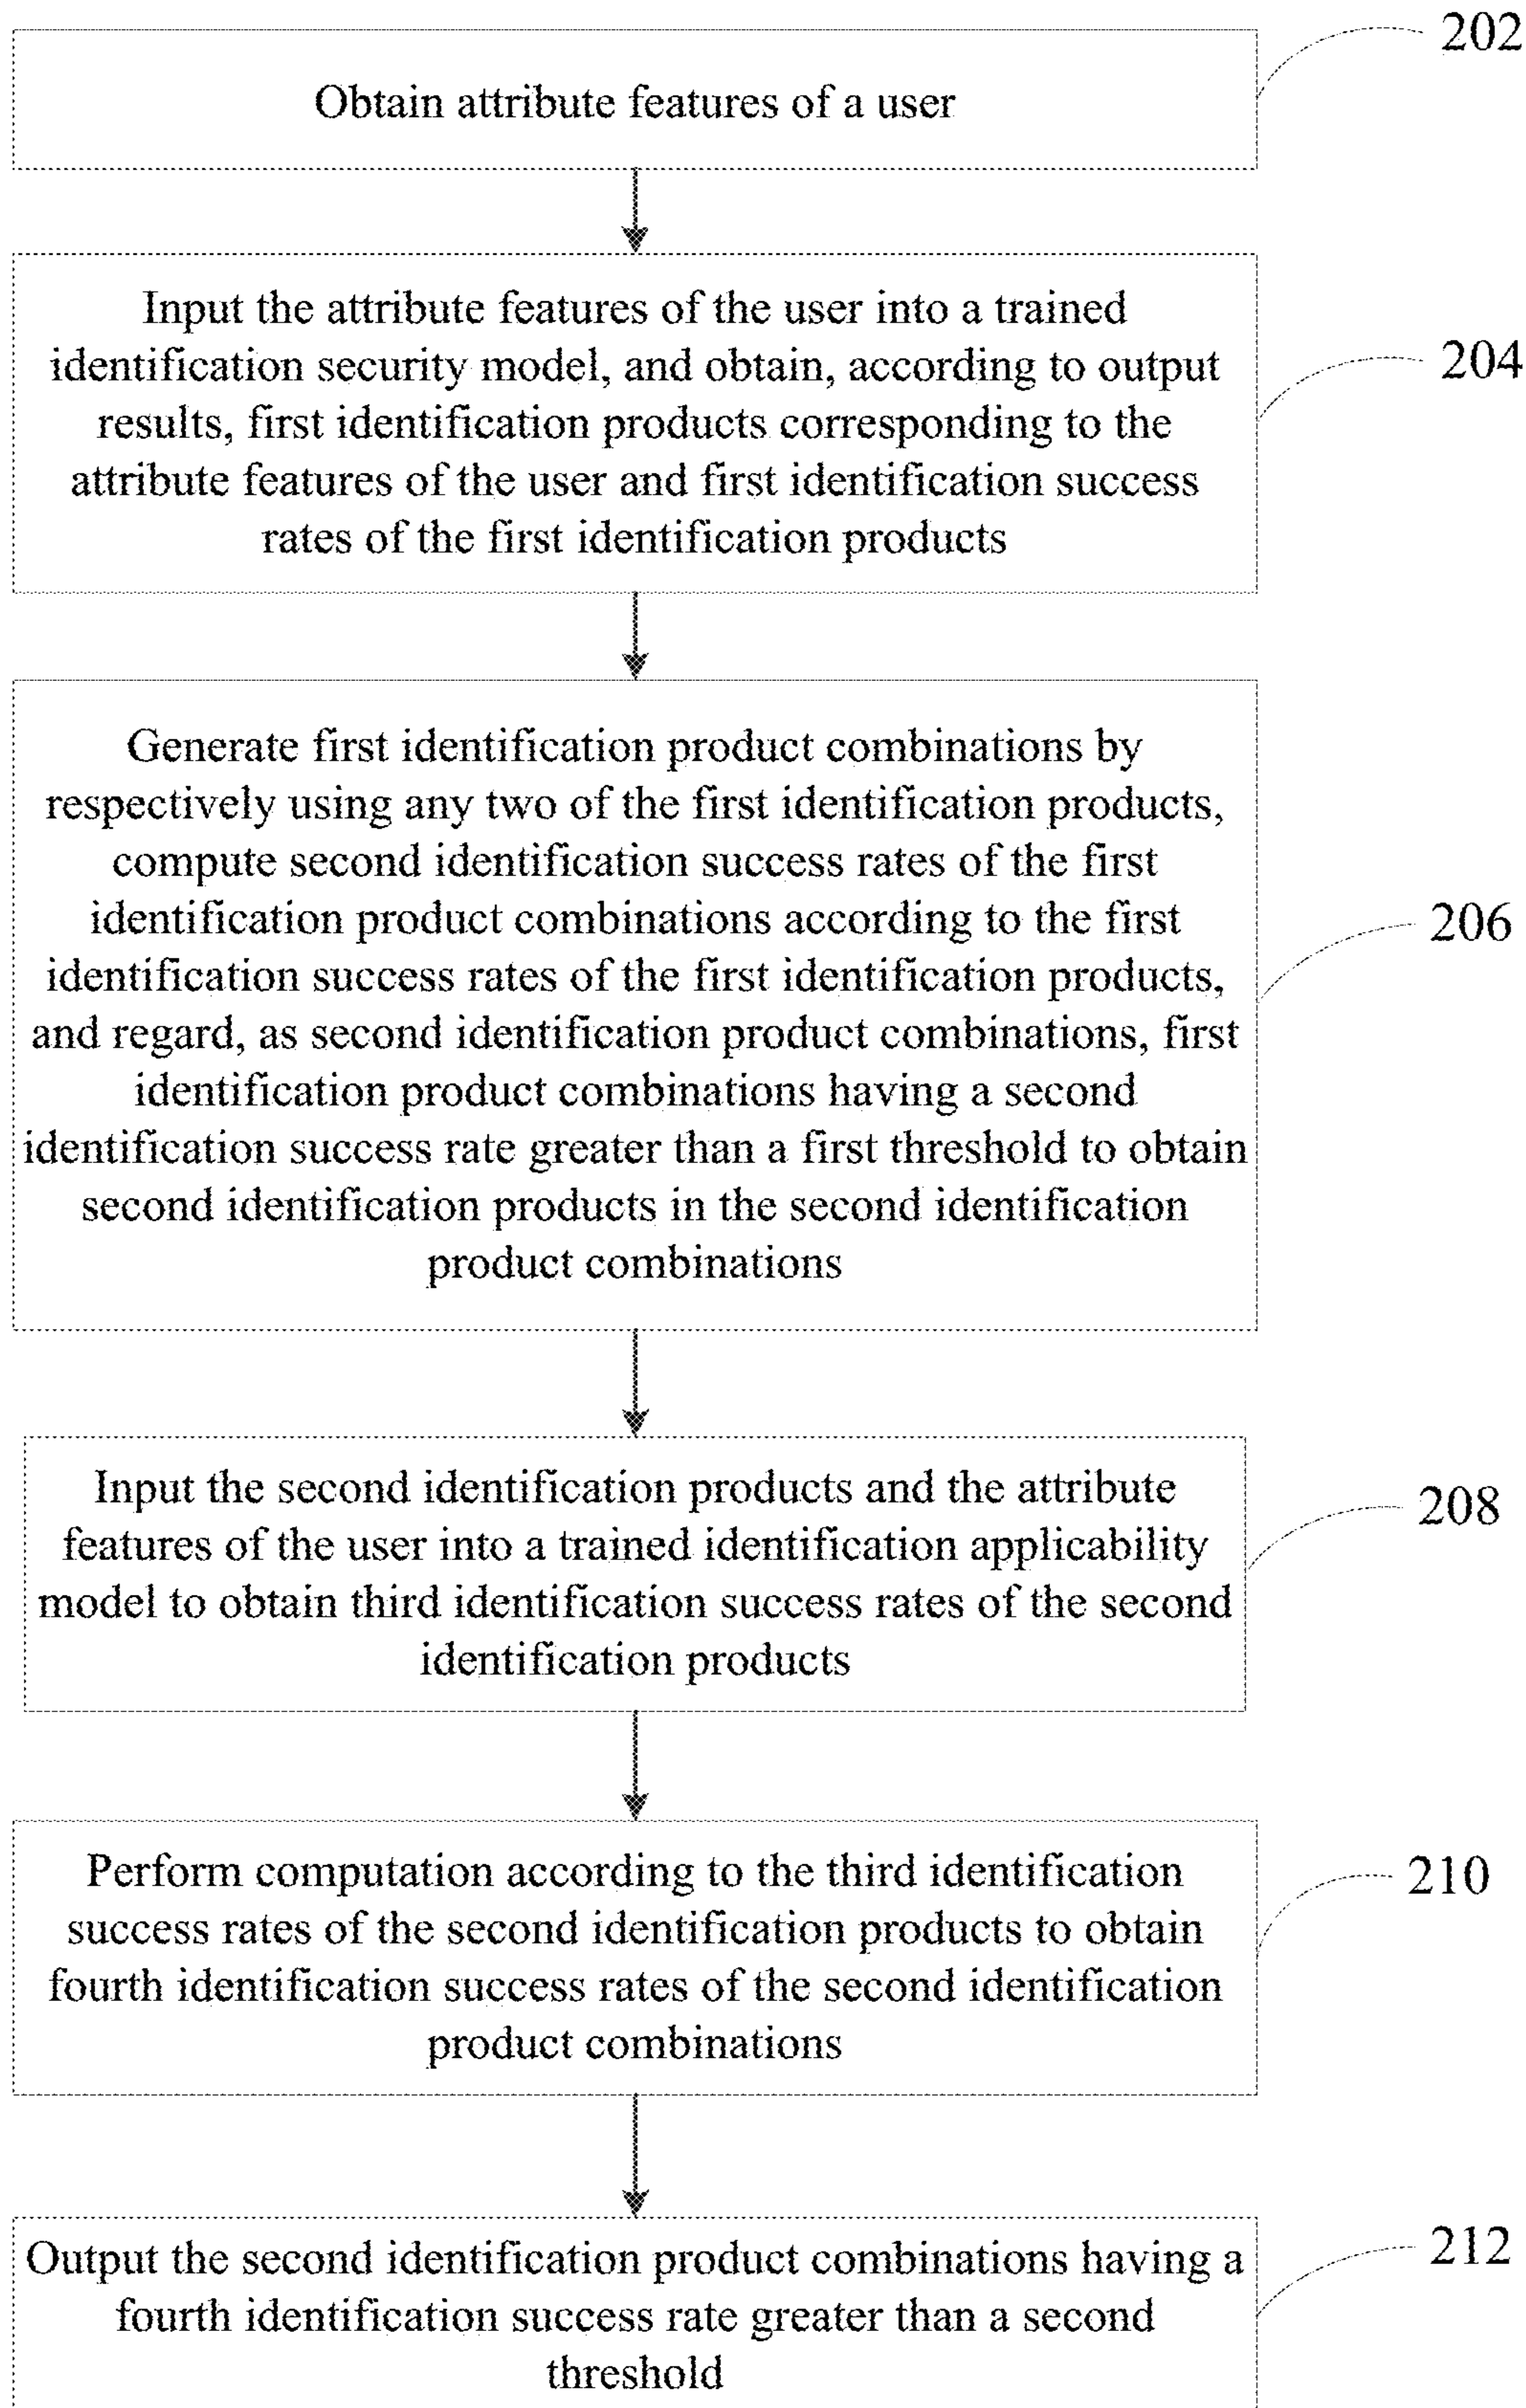 202
Obtain attribute features of a user
Input the attribute features of the user into a trained
identification security model, and obtain, according to output
results, first identification products corresponding to the
attribute features of the user and first identification success
rates of the first identification products
204
Generate first identification product combinations by
respectively using any two of the first identification products,
compute second identification success rates of the first
identification product combinations according to the first
identification success rates of the first identification products,
and regard, as second identification product combinations, first
identification product combinations having a second
identification success rate greater than a first threshold to obtain
second identification products in the second identification
product combinations
206
Input the second identification products and the attribute
features of the user into a trained identification applicability
model to obtain third identification success rates of the second
identification products
208
Perform computation according to the third identification
success rates of the second identification products to obtain
fourth identification success rates of the second identification
product combinations
210
Output the second identification product combinations having a
fourth identification success rate greater than a second
threshold
212